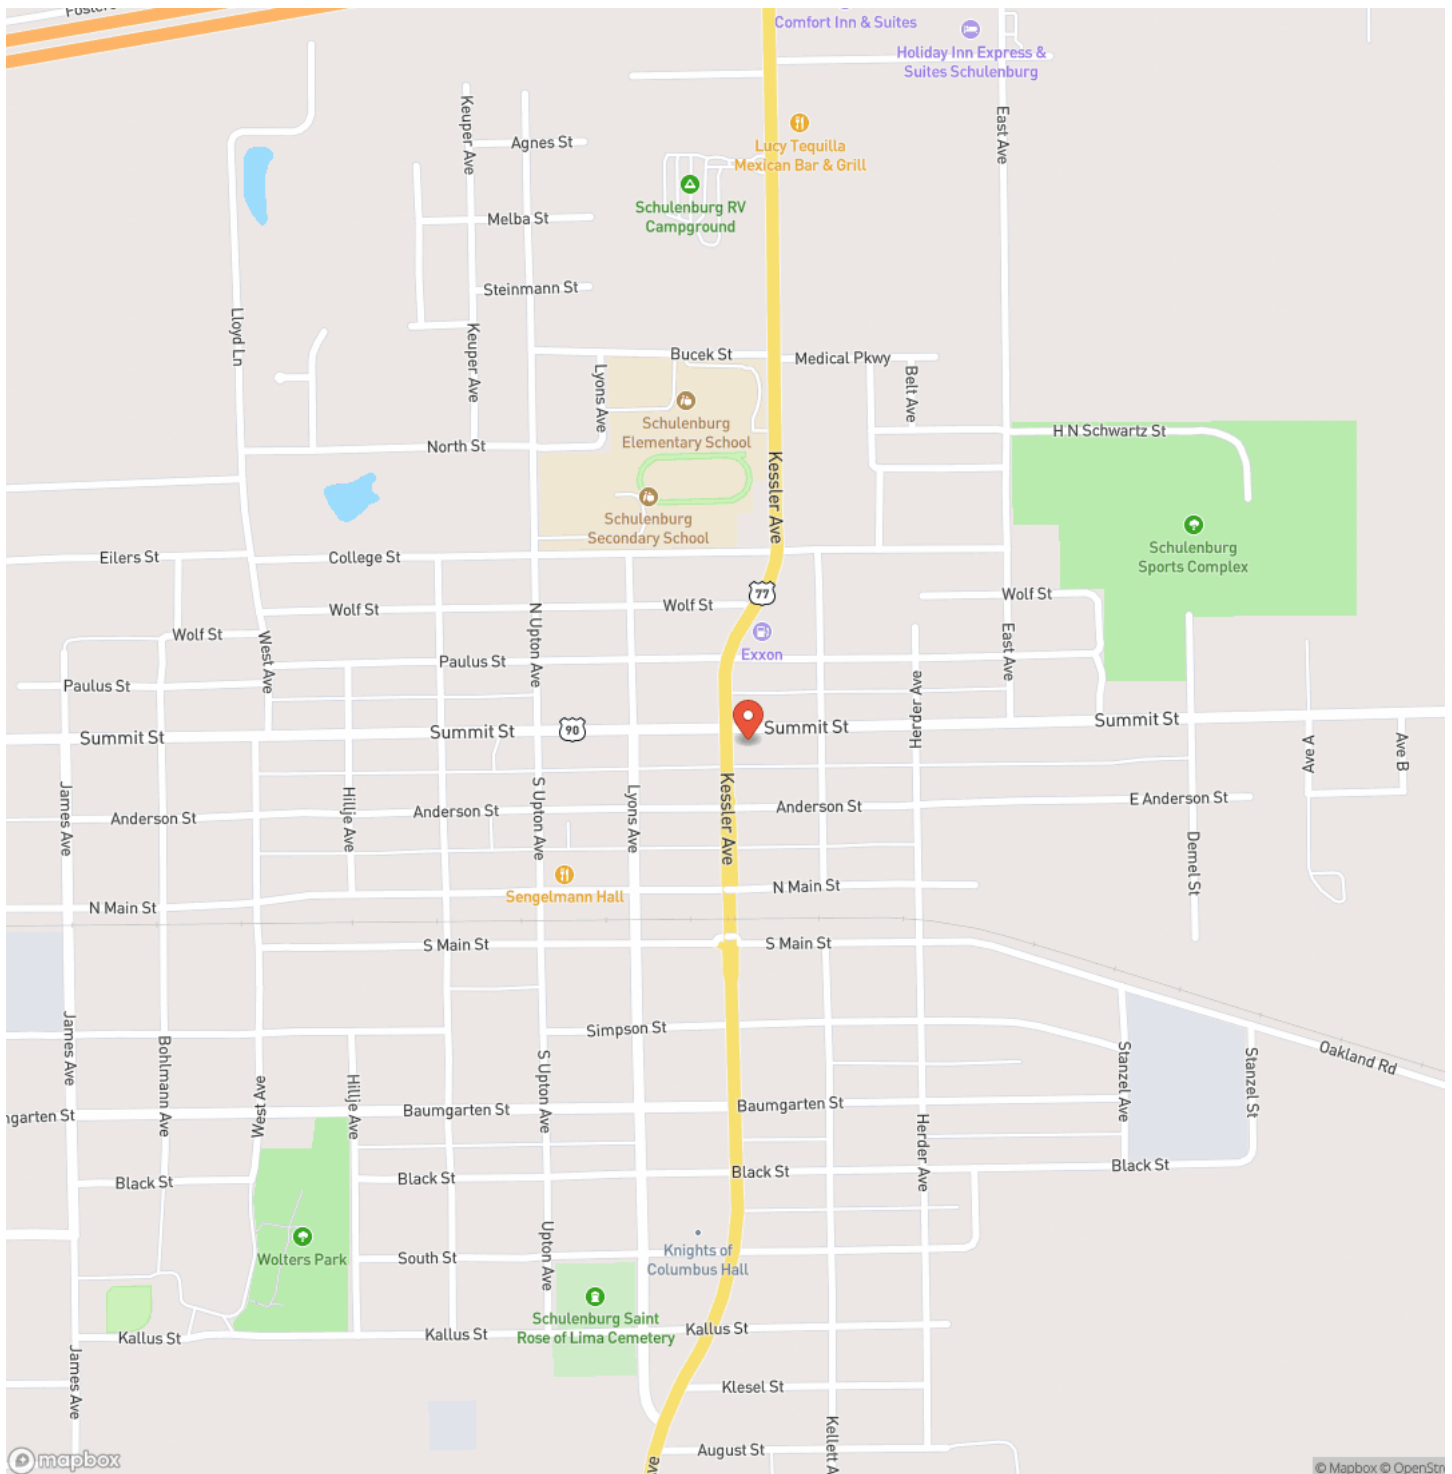 Comfort Inn & Suites
Holiday Inn Express &
Suites Schulenburg
Keuper Ave
East Ave
Agnes St
Lucy Tequilla
Mexican Bar & Grill
Schulenburg RV
Campground
Melba St
Steinmann St
Lloyd Ln
Keuper Ave
Bucek St
Medical Pkwy
Lyons Ave
Belt Ave
Schulenburg
Elementary School
H N Schwartz St
North St
Kessler Ave
Schulenburg
Secondary School
Schulenburg
Sports Complex
Eilers St
College St
77
Wolf St
Wolf St
Wolf St
Wolf St
N Upton Ave
West Ave
East Ave
Exxon
Paulus St
Paulus St
Herder Ave
Summit St
Summit St
90
Summit St
Summit St
Ave A
Ave B
James Ave
Hillje Ave
S Upton Ave
Lyons Ave
Kessler Ave
Anderson St
Anderson St
Anderson St
E Anderson St
Demel St
Sengelmann Hall
N Main St
N Main St
S Main St
S Main St
James Ave
Bohlmann Ave
Simpson St
Oakland Rd
Stanzel Ave
Stanzel St
West Ave
Hillje Ave
S Upton Ave
ngarten St
Baumgarten St
Baumgarten St
Herder Ave
Black St
Black St
Black St
Black St
Wolters Park
South St
Upton Ave
Knights of
Columbus Hall
Schulenburg Saint
Rose of Lima Cemetery
Kallus St
Kallus St
Kallus St
James Ave
Klesel St
Kellett A
August St
mapbox
© Mapbox © OpenStre